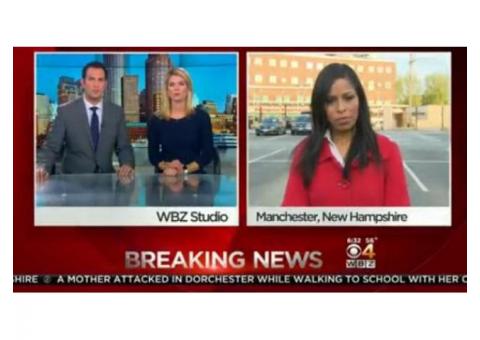 WBZ Studio
Manchester, New Hampshire
BREAKING NEWS
6:32 56°
4
WBZ
HIRE A MOTHER ATTACKED IN DORCHESTER WHILE WALKING TO SCHOOL WITH HER